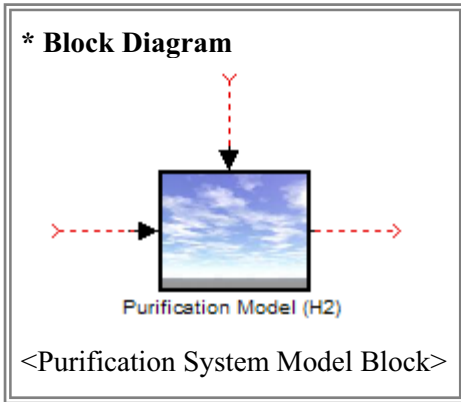 * Block Diagram
Purification Model (H2)
<Purification System Model Block>